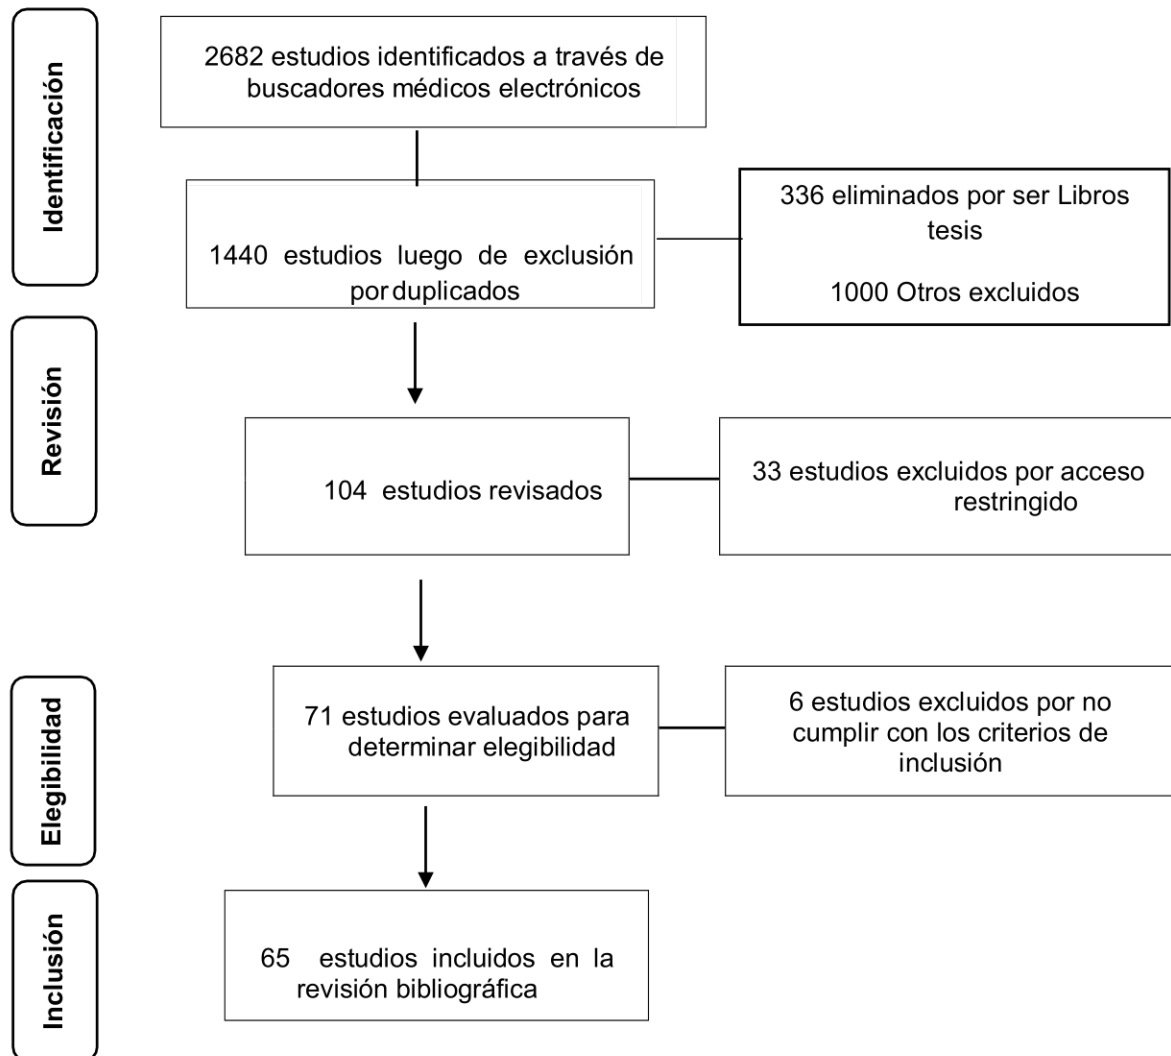 Identificación
2682 estudios identificados a través de
buscadores médicos electrónicos
1440 estudios luego de exclusión
por duplicados
336 eliminados por ser Libros
tesis
1000 Otros excluidos
Revisión
104 estudios revisados
33 estudios excluidos por acceso
restringido
Elegibilidad
71 estudios evaluados para
determinar elegibilidad
6 estudios excluidos por no
cumplir con los criterios de
inclusión
Inclusión
65 estudios incluidos en la
revisión bibliográfica